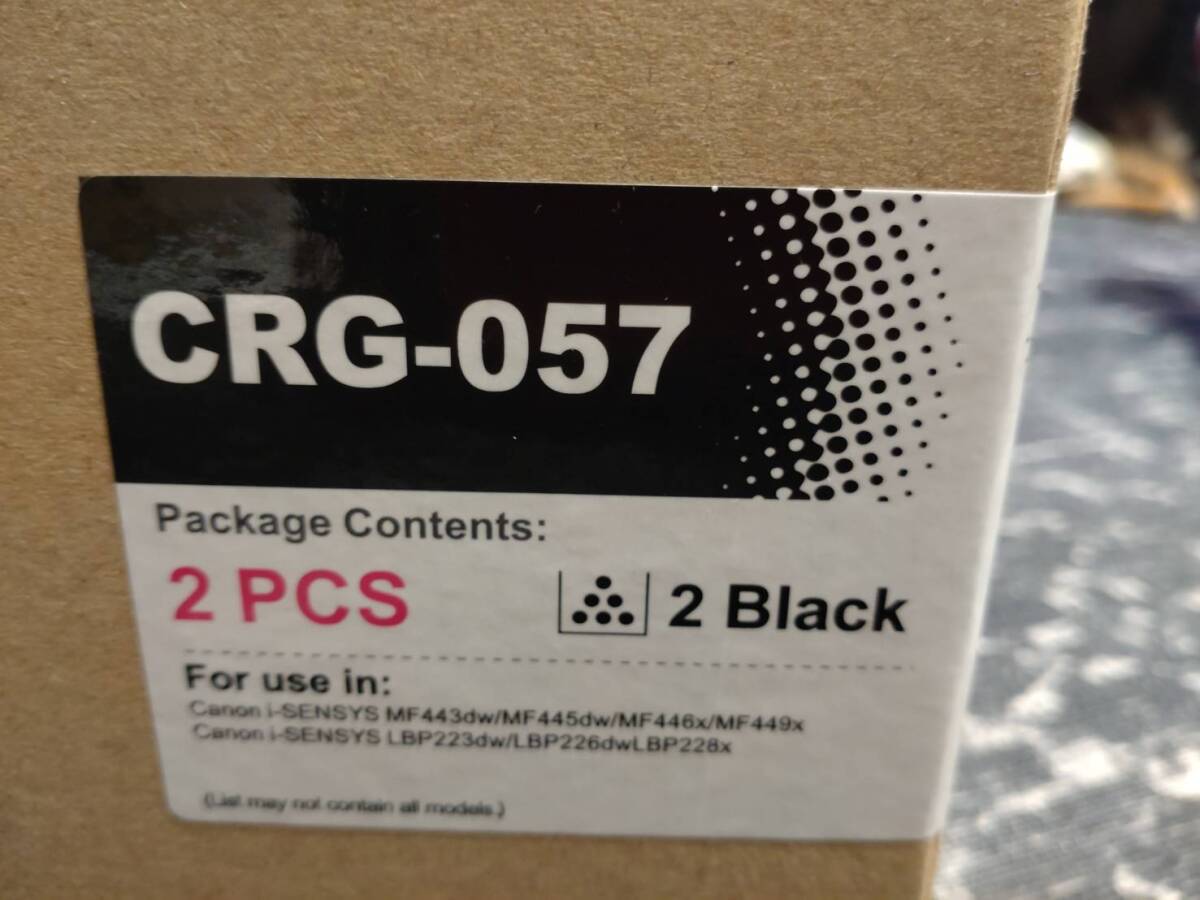 CRG-057
Package Contents:
2 PCS
2 Black
For use in:
Canon i-SENSYS MF443dw/MF445dw/MF446x/MF449x
Canon i-SENSYS LBP223dw/LBP226dwLBP228x
(List may not contain all models.)